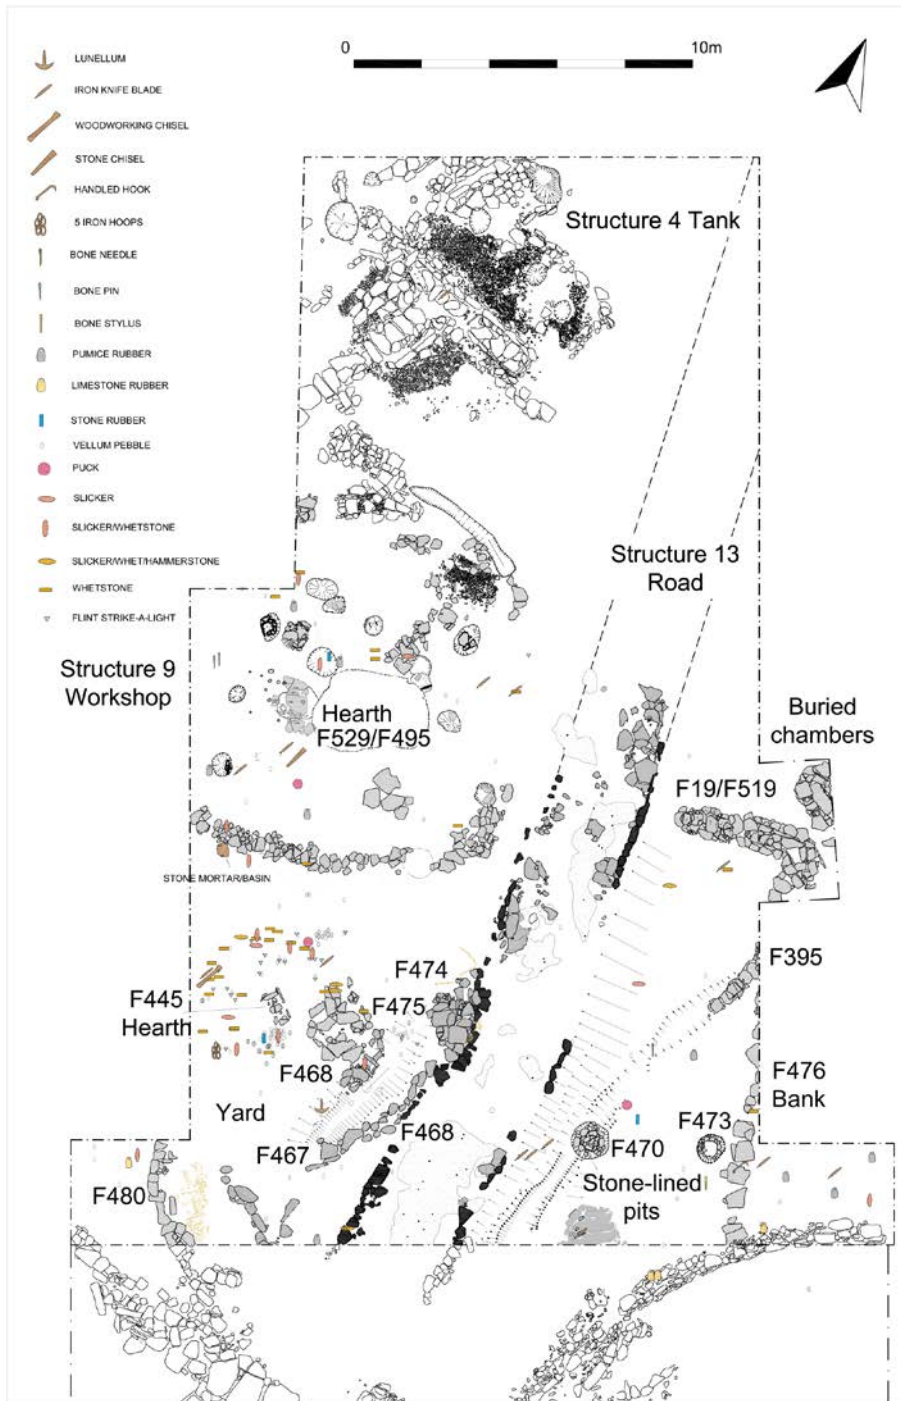 0
10m
LUNELLUM
IRON KNIFE BLADE
WOODWORKING CHISEL
STONE CHISEL
HANDLED HOOK
5 IRON HOOPS
BONE NEEDLE
BONE PIN
BONE STYLUS
PUMICE RUBBER
LIMESTONE RUBBER
STONE RUBBER
VELLUM PEBBLE
PUCK
SLICKER
SLICKER/WHETSTONE
SLICKER/WHET/HAMMERSTONE
WHETSTONE
FLINT STRIKE-A-LIGHT
Structure 4 Tank
Structure 13
Road
Structure 9
Workshop
Hearth
F529/F495
Buried
chambers
F19/F519
STONE MORTAR/BASIN
F474
F395
F445
Hearth
F475
F468
F476
Bank
Yard
F473
F467
F468
F470
F480
Stone-lined
pits